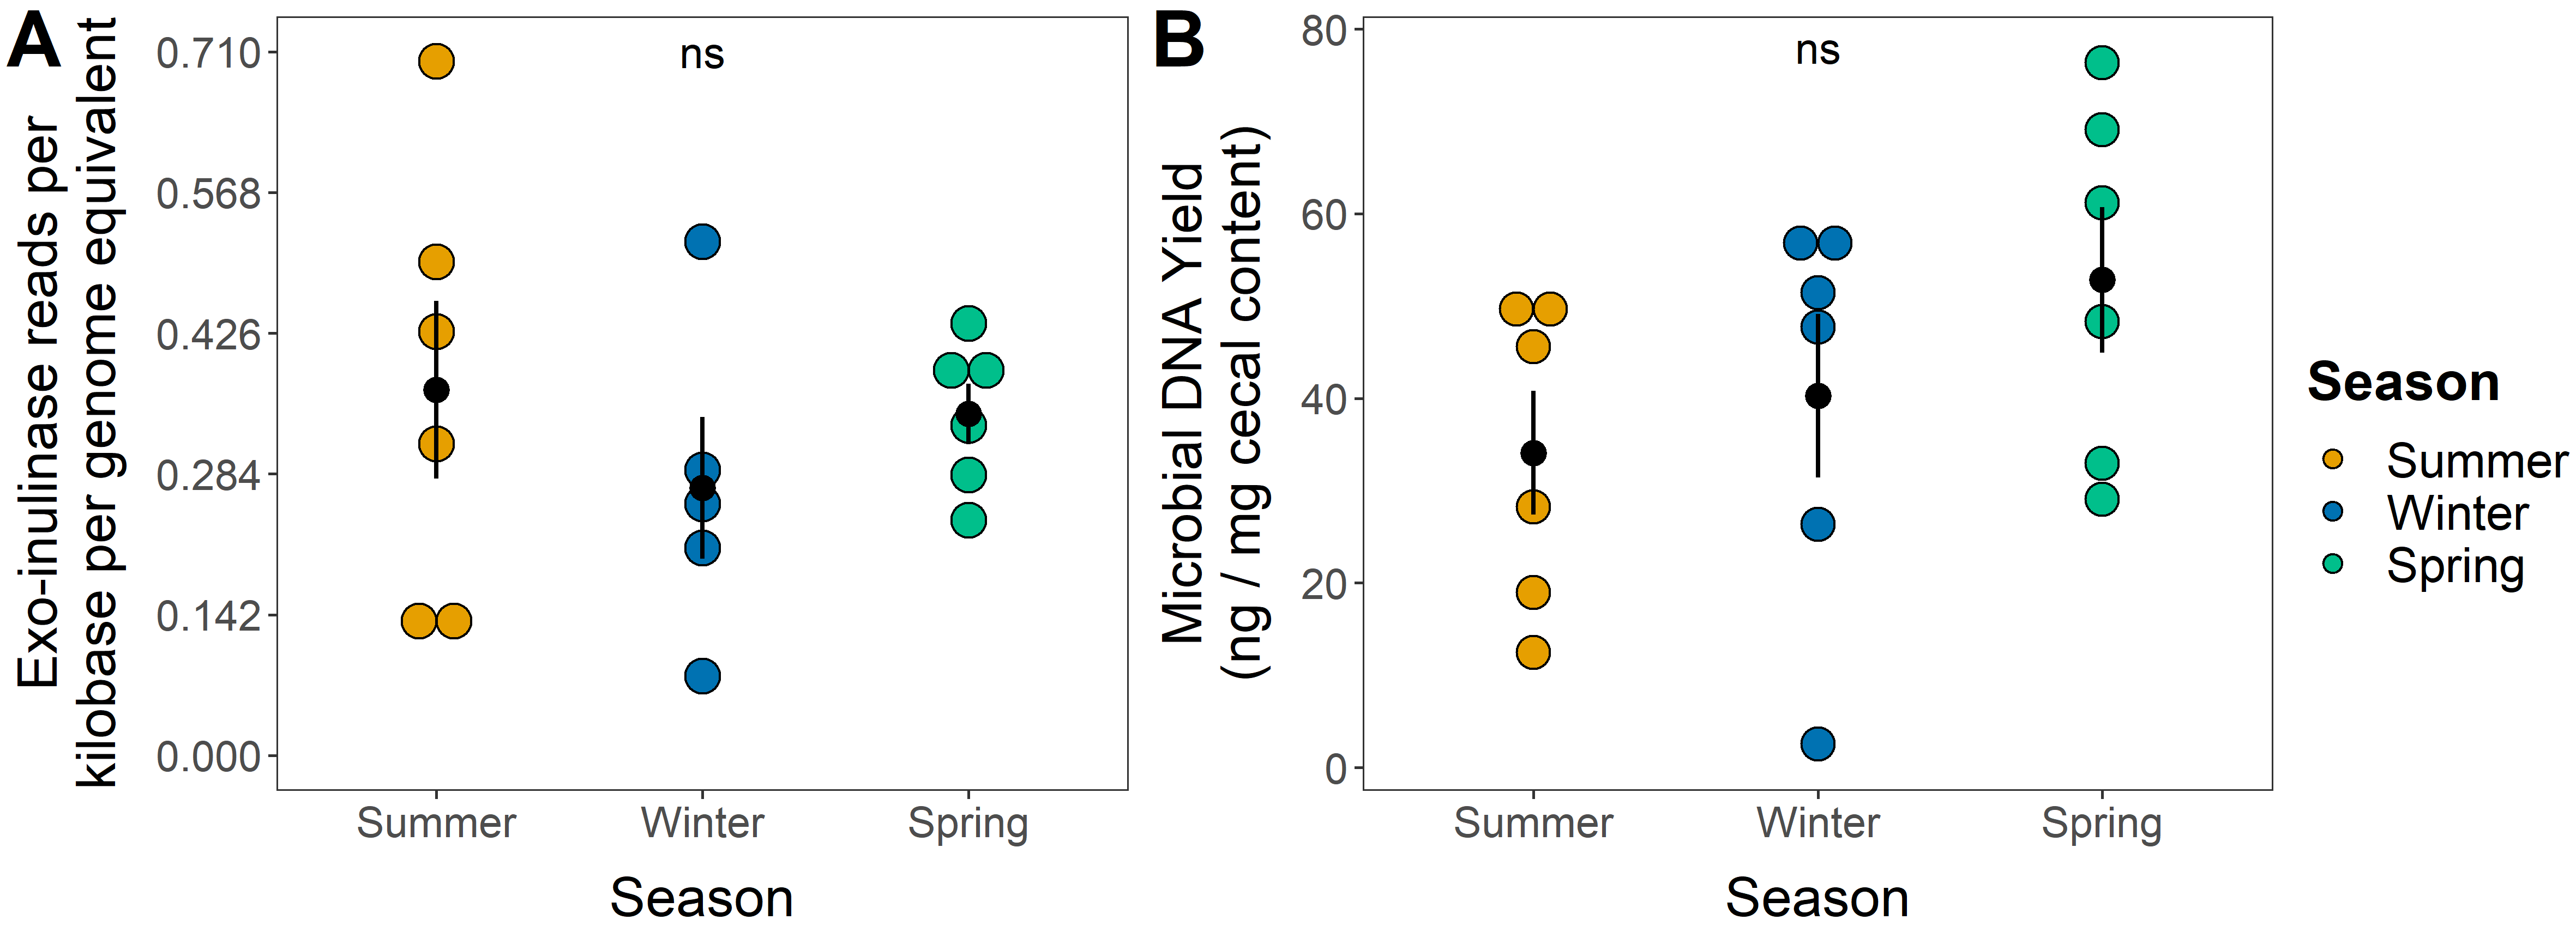 A
Exo-inulinase reads per
kilobase per genome equivalent
0.710
0.568
0.426
0.284
0.142
0.000
ns
Summer
Winter
Spring
Season
B
Microbial DNA Yield
(ng / mg cecal content)
80
60
40
20
0
ns
Summer
Winter
Spring
Season
Season
Summer
Winter
Spring